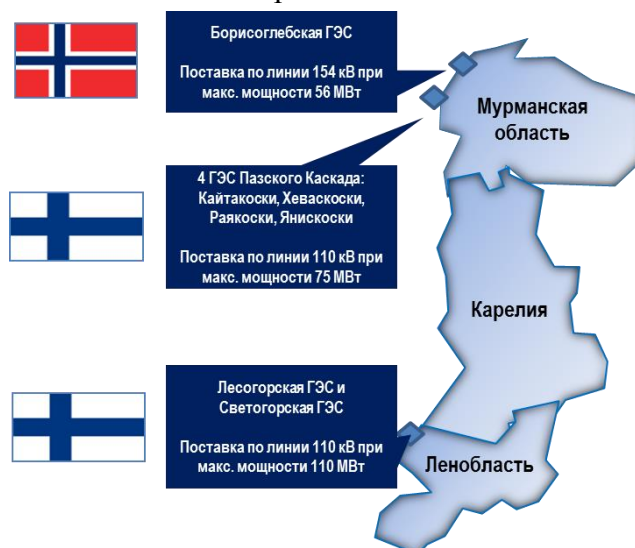 Борисоглебская ГЭС
Поставка по линии 154 кВ при
макс. мощности 56 МВт
Мурманская
область
4 ГЭС Пазского Каскада:
Кайтакоски, Хеваскоски,
Раякоски, Янискоски
Поставка по линии 110 кВ при
макс. мощности 75 МВт
Карелия
Лесогорская ГЭС и
Светогорская ГЭС
Поставка по линии 110 кВ при
макс. мощности 110 МВт
Ленобласть